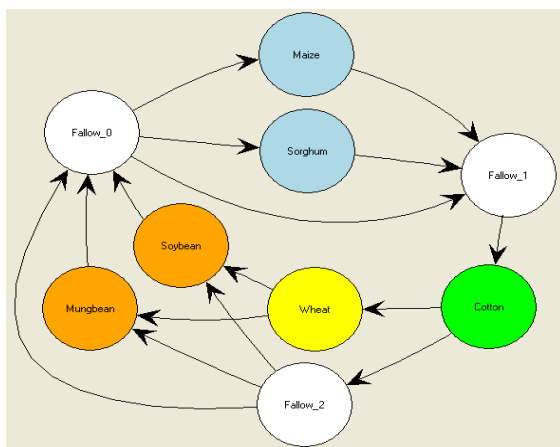 Maize
Fallow_0
Sorghum
Fallow_1
Soybean
Mungbean
Wheat
Cotton
Fallow_2